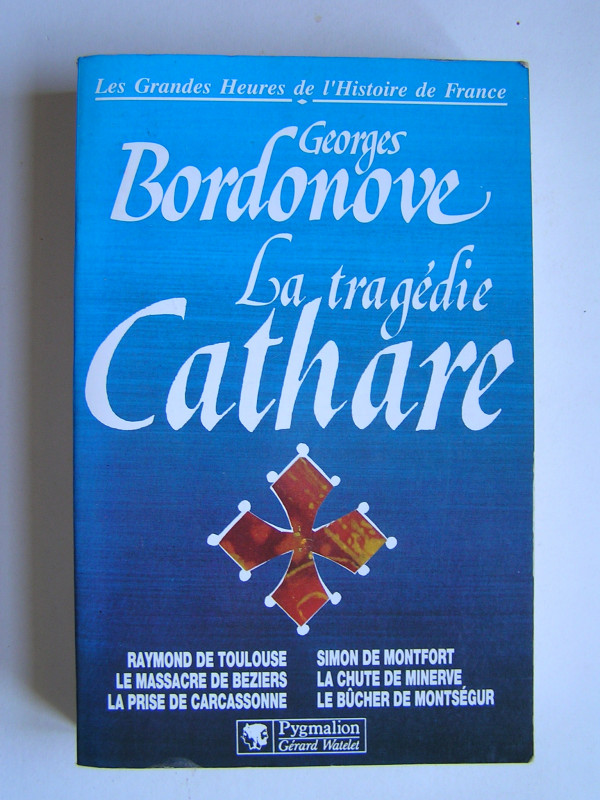 Les Grandes Heures de l'Histoire de France
Georges
Bordonove
La tragédie
Cathare
RAYMOND DE TOULOUSE
LE MASSACRE DE BEZIERS
LA PRISE DE CARCASSONNE
SIMON DE MONTFORT
LA CHUTE DE MINERVE
LE BÛCHER DE MONTSÉGUR
Pygmalion
Gérard Watelet